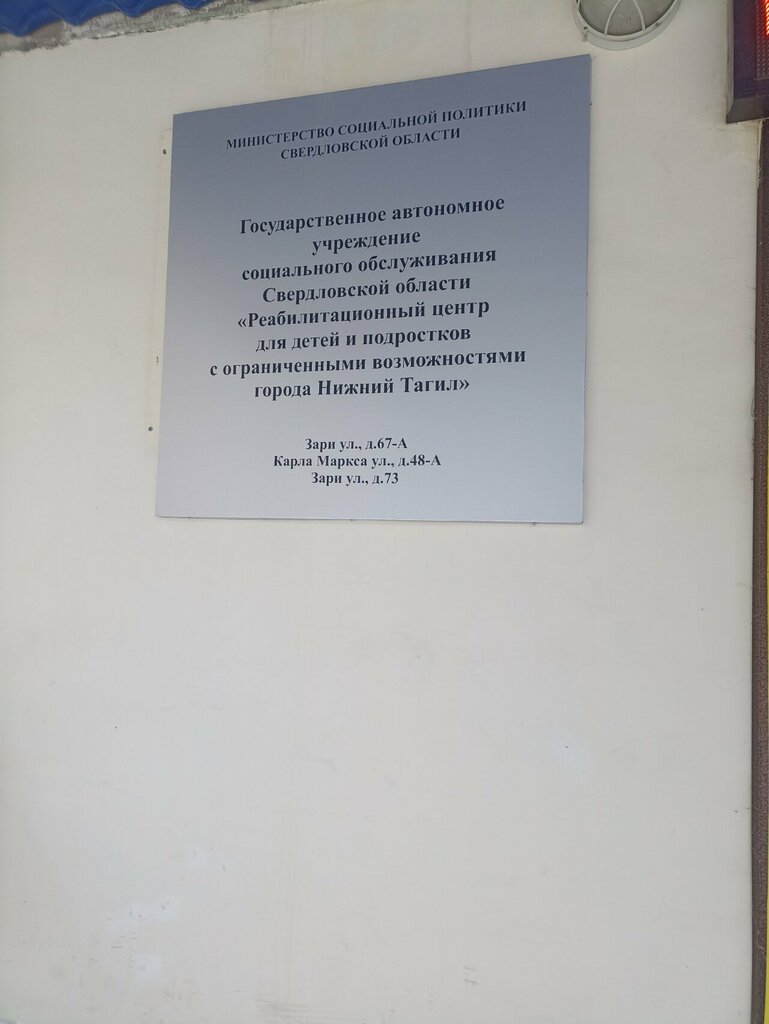 МИНИСТЕРСТВО СОЦИАЛЬНОЙ ПОЛИТИКИ
СВЕРДЛОВСКОЙ ОБЛАСТИ
Государственное автономное
учреждение
социального обслуживания
Свердловской области
«Реабилитационный центр
для детей и подростков
с ограниченными возможностями
города Нижний Тагил»
Зари ул., д.67-А
Карла Маркса ул., д.48-А
Зари ул., д.73